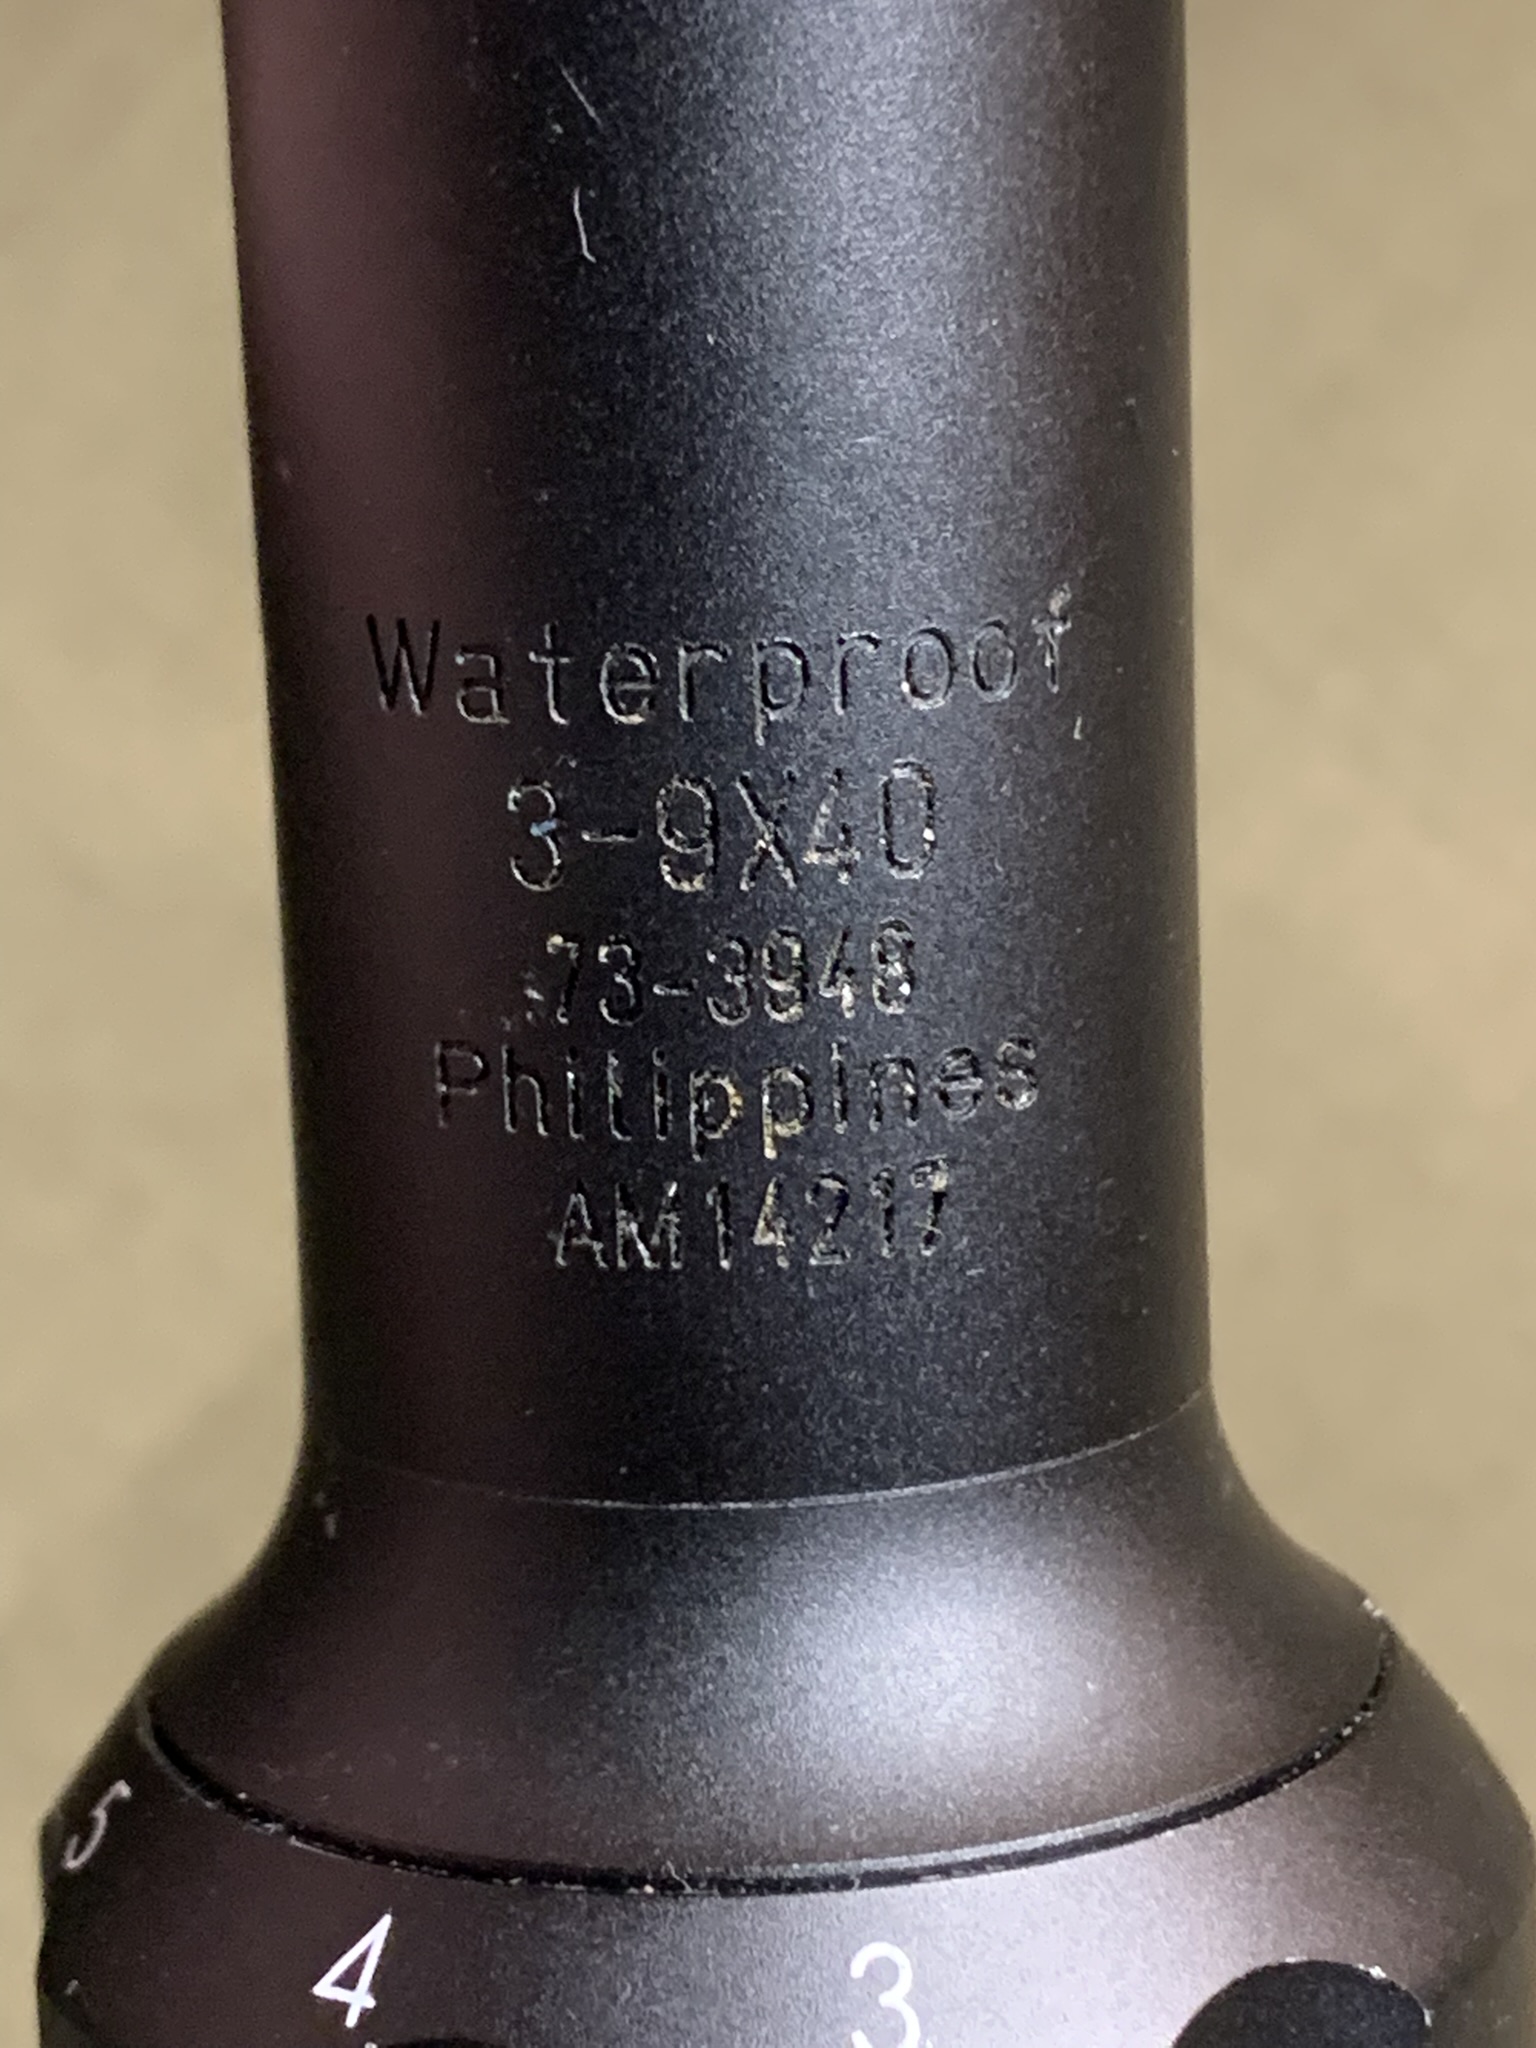 Waterproof
3-9X40
73-3948
Philippines
AM14217
5
4
3